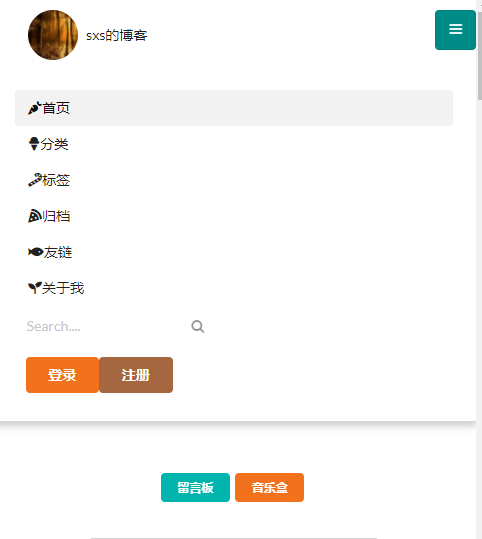 sxs的博客
首页
分类
标签
归档
友链
关于我
Search....
登录 注册
留言板 音乐盒